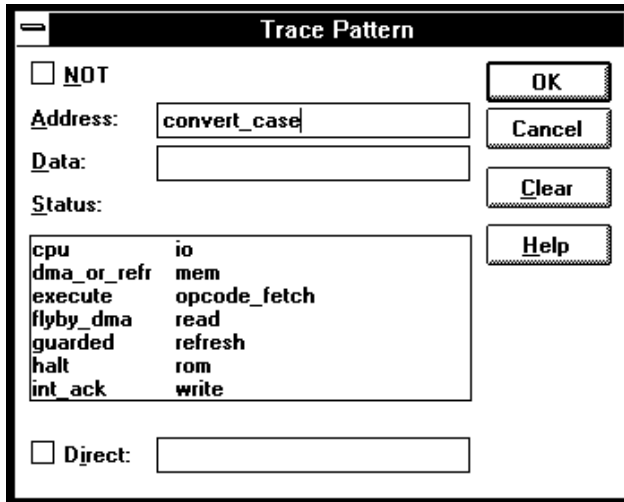 Trace Pattern
NOT
OK
Address: convert_case
Cancel
Data:
Clear
Status:
Help
cpu io
dma_or_refr mem
execute opcode_fetch
flyby_dma read
guarded refresh
halt rom
int_ack write
Direct: